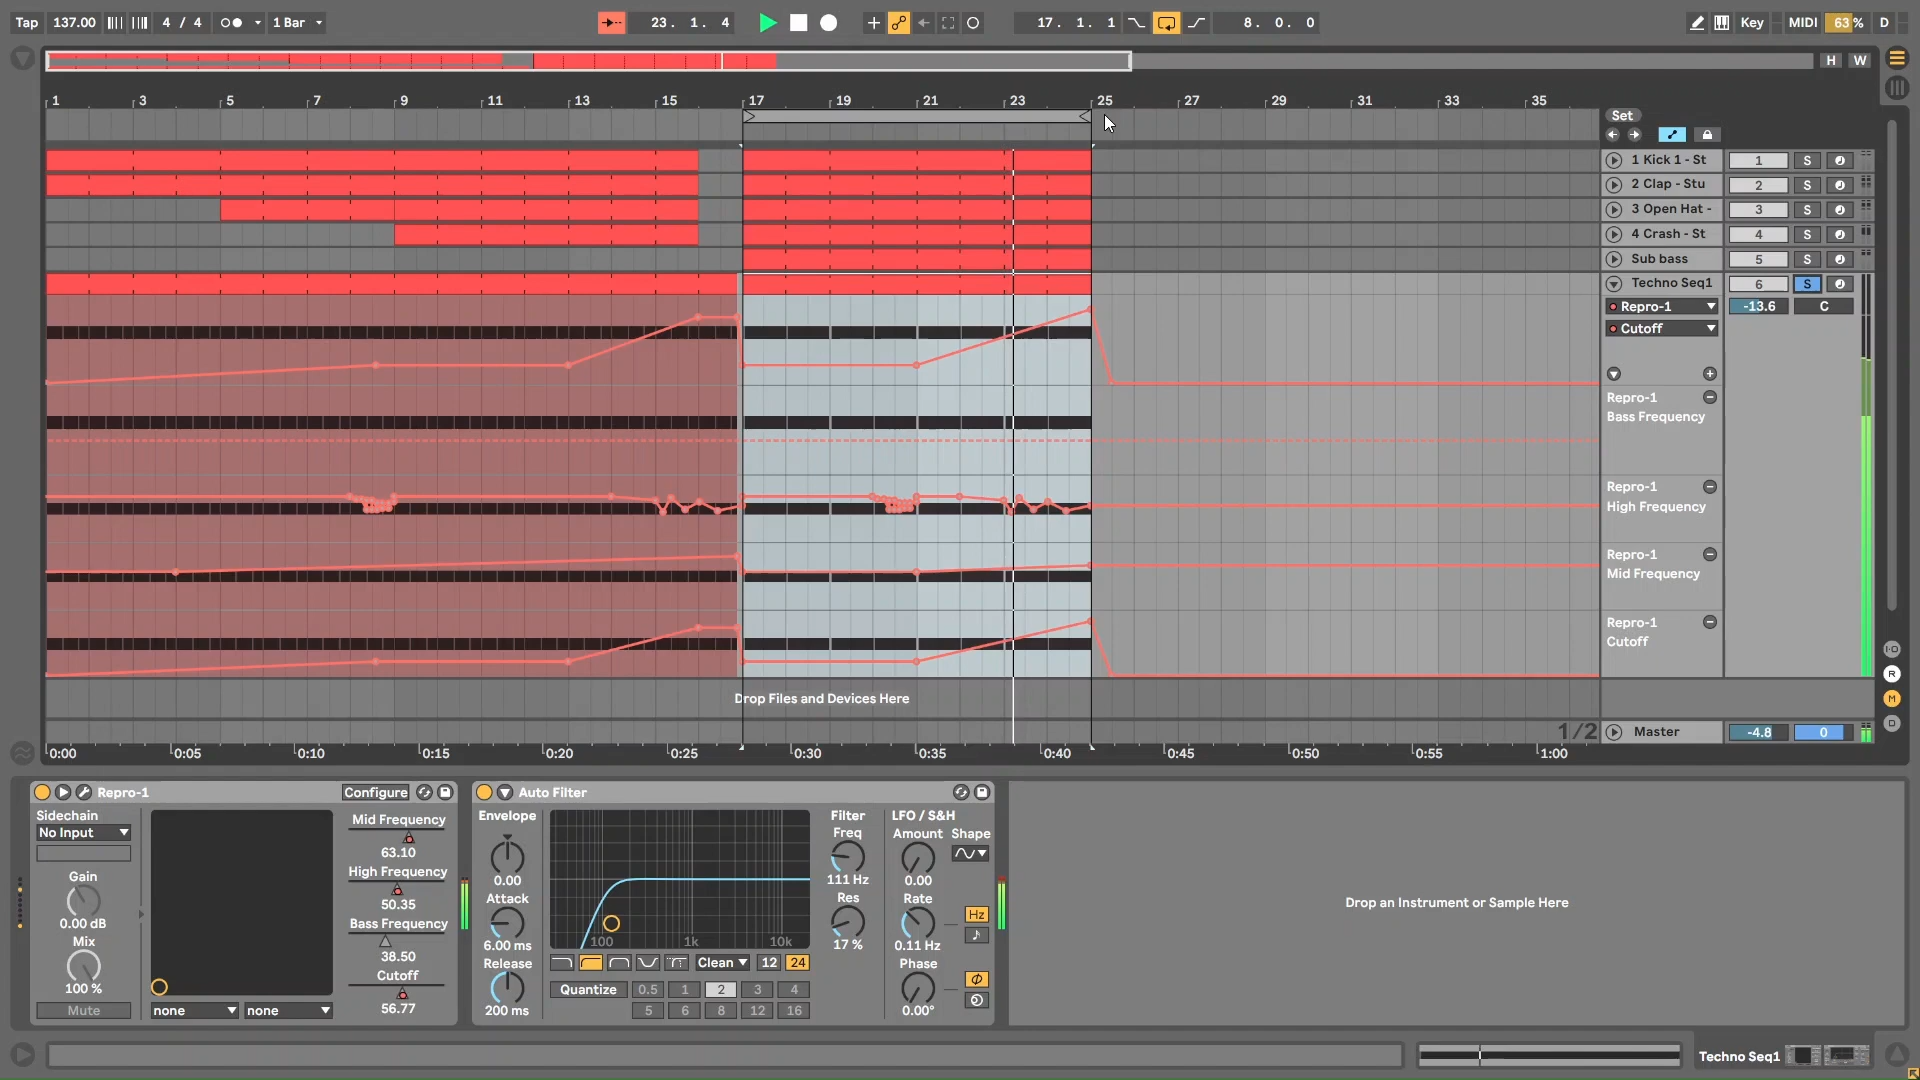 Tap 137.00 4 / 4 1 Bar 23. 1. 4 17. 1. 1 8. 0. 0 Key MIDI 63 % D
H W
1 3 5 7 9 11 13 15 17 19 21 23 25 27 29 31 33 35
Set
1 Kick 1 - St 1 S
2 Clap - Stu 2 S
3 Open Hat - 3 S
4 Crash - St 4 S
Sub bass 5 S
Techno Seq1 6 S
Repro-1 -13.6 C
Cutoff
Repro-1
Bass Frequency
Repro-1
High Frequency
Repro-1
Mid Frequency
Repro-1
Cutoff
I·O
R
M
D
Drop Files and Devices Here
1/2 Master -4.8 0
0:00 0:05 0:10 0:15 0:20 0:25 0:30 0:35 0:40 0:45 0:50 0:55 1:00
Repro-1 Configure
Sidechain
No Input
Gain
0.00 dB
Mix
100 %
Mute
none none
Mid Frequency
63.10
High Frequency
50.35
Bass Frequency
38.50
Cutoff
56.77
Auto Filter
Envelope
0.00
Attack
6.00 ms
Release
200 ms
100 1k 10k
Clean 12 24
Quantize 0.5 1 2 3 4
5 6 8 12 16
Filter
Freq
111 Hz
Res
17 %
LFO / S&H
Amount Shape
0.00
Rate
Hz
0.11 Hz
Phase
0.00°
Drop an Instrument or Sample Here
Techno Seq1